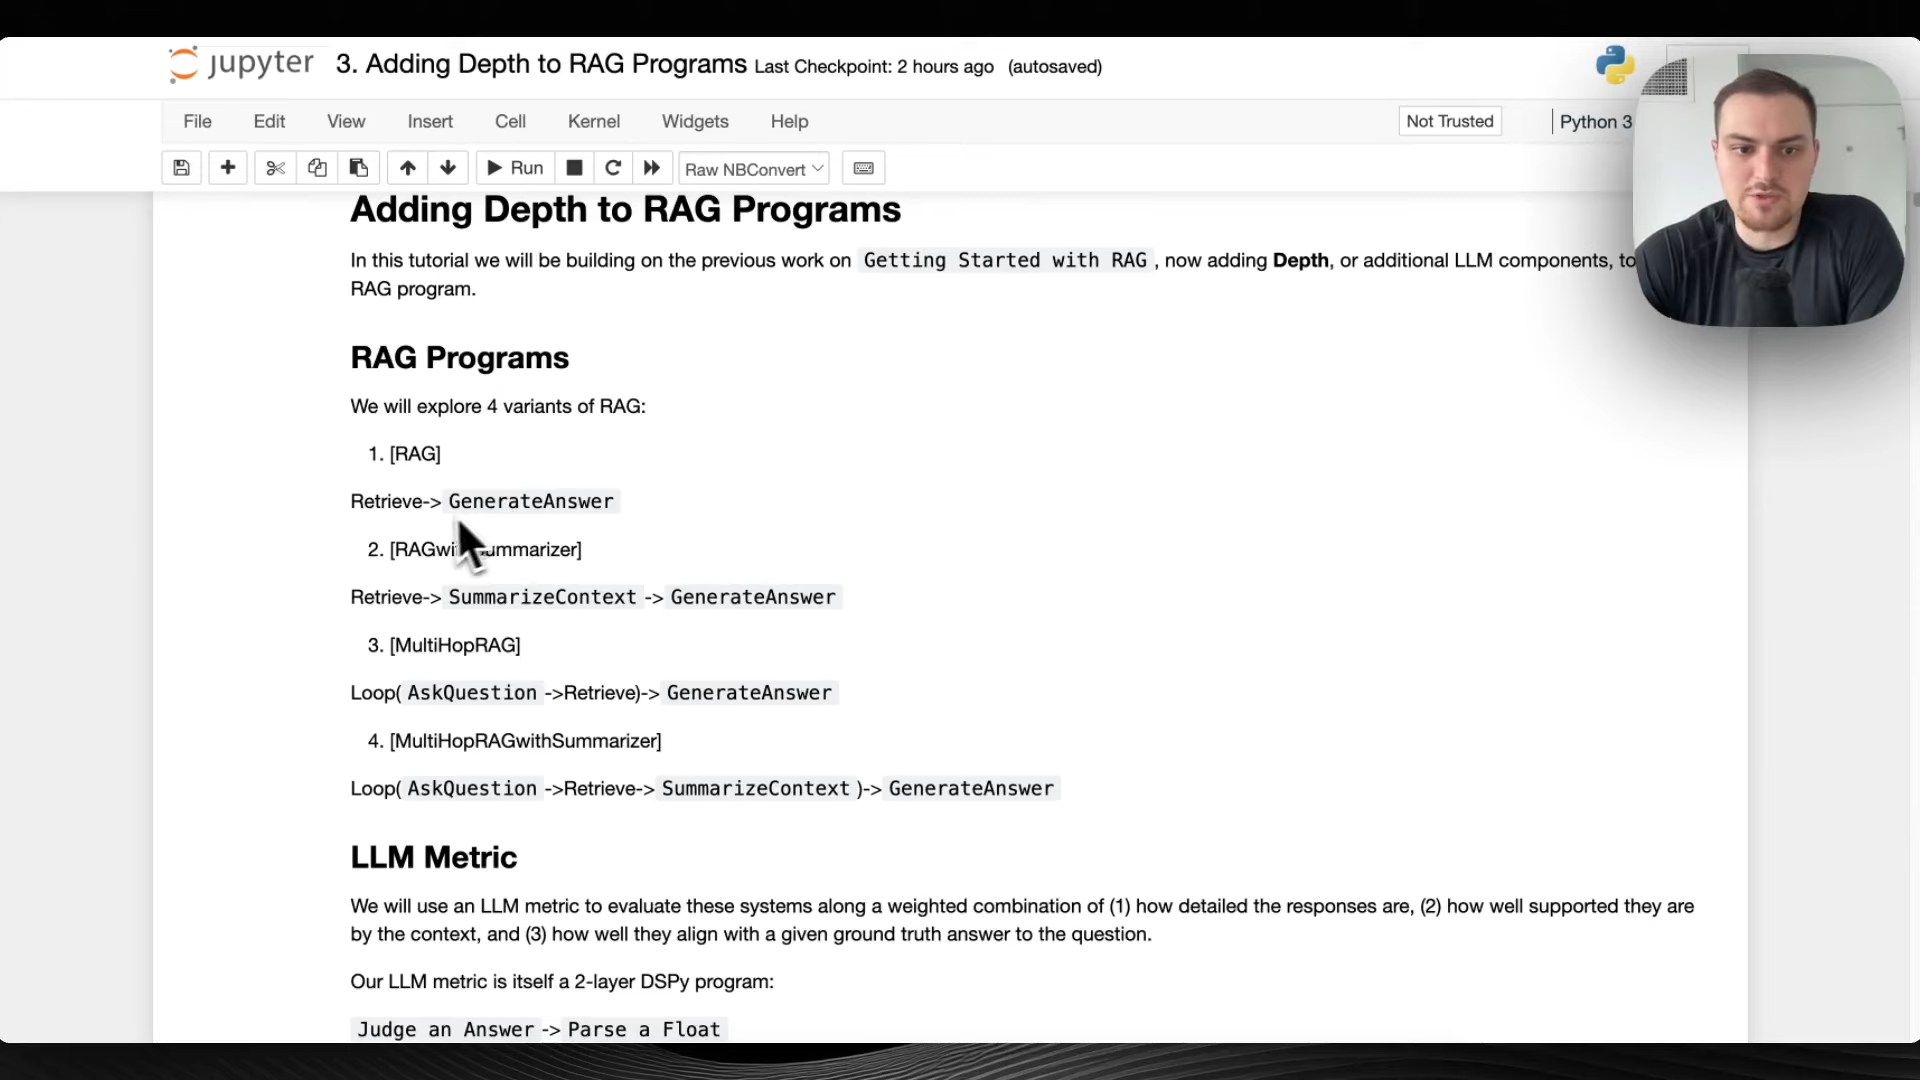 jupyter 3. Adding Depth to RAG Programs Last Checkpoint: 2 hours ago (autosaved)
File Edit View Insert Cell Kernel Widgets Help Not Trusted Python 3
Run Raw NBConvert
Adding Depth to RAG Programs
In this tutorial we will be building on the previous work on Getting Started with RAG , now adding Depth, or additional LLM components, to
RAG program.
RAG Programs
We will explore 4 variants of RAG:
1. [RAG]
Retrieve-> GenerateAnswer
2. [RAGwi ummarizer]
Retrieve-> SummarizeContext -> GenerateAnswer
3. [MultiHopRAG]
Loop( AskQuestion ->Retrieve)-> GenerateAnswer
4. [MultiHopRAGwithSummarizer]
Loop( AskQuestion ->Retrieve-> SummarizeContext )-> GenerateAnswer
LLM Metric
We will use an LLM metric to evaluate these systems along a weighted combination of (1) how detailed the responses are, (2) how well supported they are
by the context, and (3) how well they align with a given ground truth answer to the question.
Our LLM metric is itself a 2-layer DSPy program:
Judge an Answer -> Parse a Float